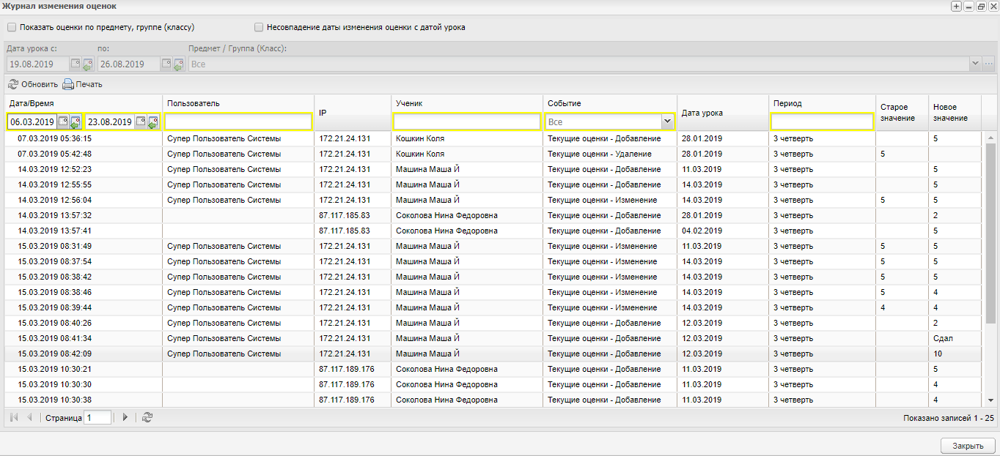 Журнал изменения оценок
Показать оценки по предмету, группе (классу) Несовпадение даты изменения оценки с датой урока
Дата урока с: по: Предмет / Группа (Класс):
19.08.2019 26.08.2019 Все
Обновить Печать
Дата/Время Пользователь IP Ученик Событие Дата урока Период Старое значение Новое значение
06.03.2019 23.08.2019 Все
07.03.2019 05:36:15 Супер Пользователь Системы 172.21.24.131 Кошкин Коля Текущие оценки - Добавление 28.01.2019 3 четверть 5
07.03.2019 05:42:48 Супер Пользователь Системы 172.21.24.131 Кошкин Коля Текущие оценки - Удаление 28.01.2019 3 четверть 5
14.03.2019 12:52:23 Супер Пользователь Системы 172.21.24.131 Машина Маша Й Текущие оценки - Добавление 11.03.2019 3 четверть 5
14.03.2019 12:55:55 Супер Пользователь Системы 172.21.24.131 Машина Маша Й Текущие оценки - Добавление 14.03.2019 3 четверть 5
14.03.2019 12:56:04 Супер Пользователь Системы 172.21.24.131 Машина Маша Й Текущие оценки - Изменение 14.03.2019 3 четверть 5 5
14.03.2019 13:57:32 87.117.185.83 Соколова Нина Федоровна Текущие оценки - Добавление 28.01.2019 3 четверть 2
14.03.2019 13:57:41 87.117.185.83 Соколова Нина Федоровна Текущие оценки - Добавление 04.02.2019 3 четверть 5
15.03.2019 08:31:49 Супер Пользователь Системы 172.21.24.131 Машина Маша Й Текущие оценки - Изменение 11.03.2019 3 четверть 5 5
15.03.2019 08:37:54 Супер Пользователь Системы 172.21.24.131 Машина Маша Й Текущие оценки - Изменение 14.03.2019 3 четверть 5 5
15.03.2019 08:38:42 Супер Пользователь Системы 172.21.24.131 Машина Маша Й Текущие оценки - Изменение 14.03.2019 3 четверть 5 5
15.03.2019 08:38:46 Супер Пользователь Системы 172.21.24.131 Машина Маша Й Текущие оценки - Изменение 14.03.2019 3 четверть 5 4
15.03.2019 08:39:44 Супер Пользователь Системы 172.21.24.131 Машина Маша Й Текущие оценки - Изменение 14.03.2019 3 четверть 4 4
15.03.2019 08:40:26 Супер Пользователь Системы 172.21.24.131 Машина Маша Й Текущие оценки - Добавление 12.03.2019 3 четверть 2
15.03.2019 08:41:34 Супер Пользователь Системы 172.21.24.131 Машина Маша Й Текущие оценки - Добавление 12.03.2019 3 четверть Сдал
15.03.2019 08:42:09 Супер Пользователь Системы 172.21.24.131 Машина Маша Й Текущие оценки - Добавление 12.03.2019 3 четверть 10
15.03.2019 10:30:21 87.117.189.176 Соколова Нина Федоровна Текущие оценки - Добавление 11.03.2019 3 четверть 5
15.03.2019 10:30:30 87.117.189.176 Соколова Нина Федоровна Текущие оценки - Добавление 11.03.2019 3 четверть 4
15.03.2019 10:30:38 87.117.189.176 Соколова Нина Федоровна Текущие оценки - Добавление 11.03.2019 3 четверть 4
Страница 1 Показано записей 1 - 25
Закрыть